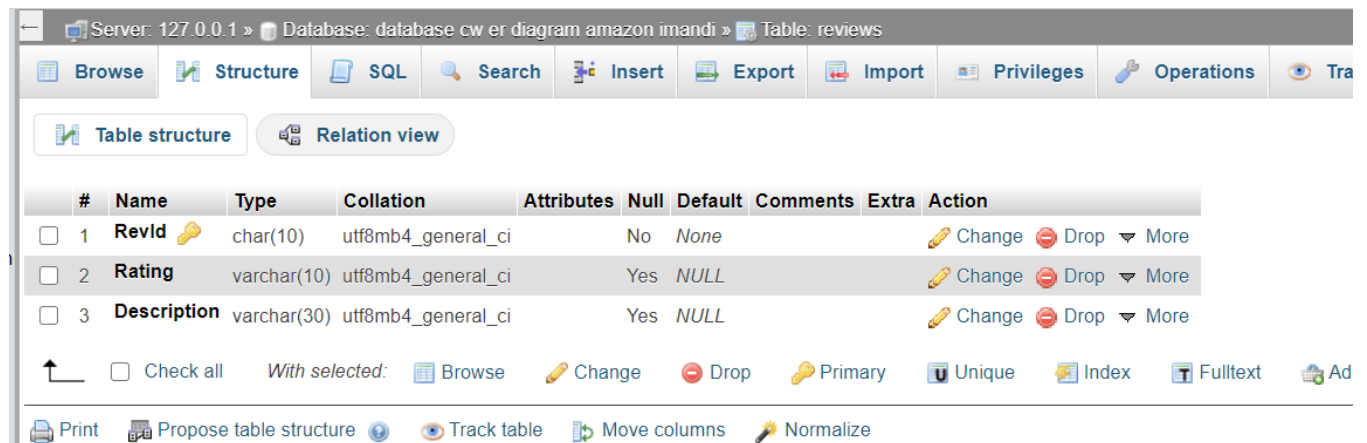 ← Server: 127.0.0.1 » Database: database cw er diagram amazon imandi » Table: reviews
Browse Structure SQL Search Insert Export Import Privileges Operations Tra
Table structure Relation view
# Name Type Collation Attributes Null Default Comments Extra Action
1 RevId char(10) utf8mb4_general_ci No None Change Drop More
2 Rating varchar(10) utf8mb4_general_ci Yes NULL Change Drop More
3 Description varchar(30) utf8mb4_general_ci Yes NULL Change Drop More
Check all With selected: Browse Change Drop Primary Unique Index Fulltext Ad
Print Propose table structure Track table Move columns Normalize